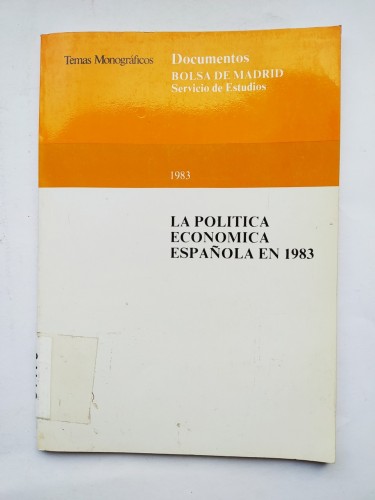 Temas Monográficos
Documentos
BOLSA DE MADRID
Servicio de Estudios
1983
LA POLITICA
ECONOMICA
ESPAÑOLA EN 1983